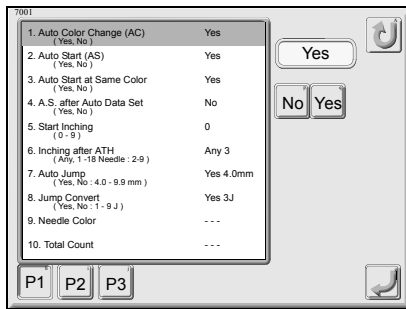 7001
1. Auto Color Change (AC) Yes
( Yes, No )
2. Auto Start (AS) Yes
( Yes, No )
3. Auto Start at Same Color Yes
( Yes, No )
4. A.S. after Auto Data Set No
( Yes, No )
5. Start Inching 0
( 0 - 9 )
6. Inching after ATH Any 3
( Any, 1 -18 Needle : 2-9 )
7. Auto Jump Yes 4.0mm
( Yes, No : 4.0 - 9.9 mm )
8. Jump Convert Yes 3J
( Yes, No : 1 - 9 J )
9. Needle Color - - -
10. Total Count - - -
Yes
No Yes
P1 P2 P3